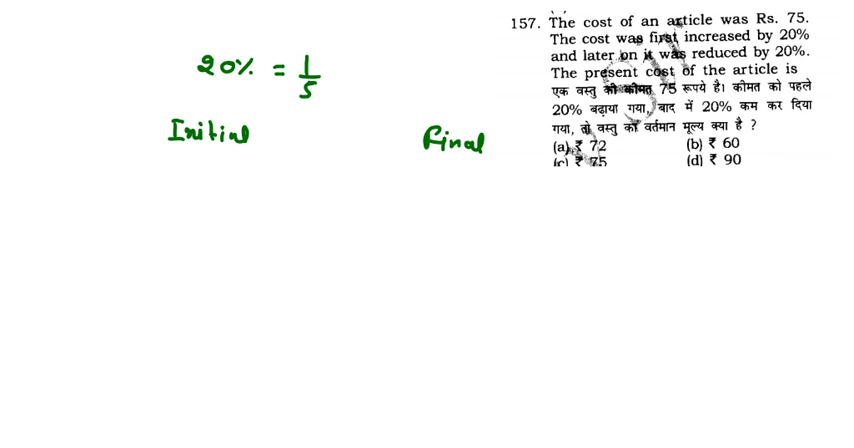 20% = 1/5
Initial
Final
157. The cost of an article was Rs. 75.
The cost was first increased by 20%
and later on it was reduced by 20%.
The present cost of the article is
एक वस्तु की कीमत 75 रूपये है। कीमत को पहले
20% बढ़ाया गया, बाद में 20% कम कर दिया
गया, तो वस्तु का वर्तमान मूल्य क्या है ?
(a) ₹ 72 (b) ₹ 60
(c) ₹ 75 (d) ₹ 90